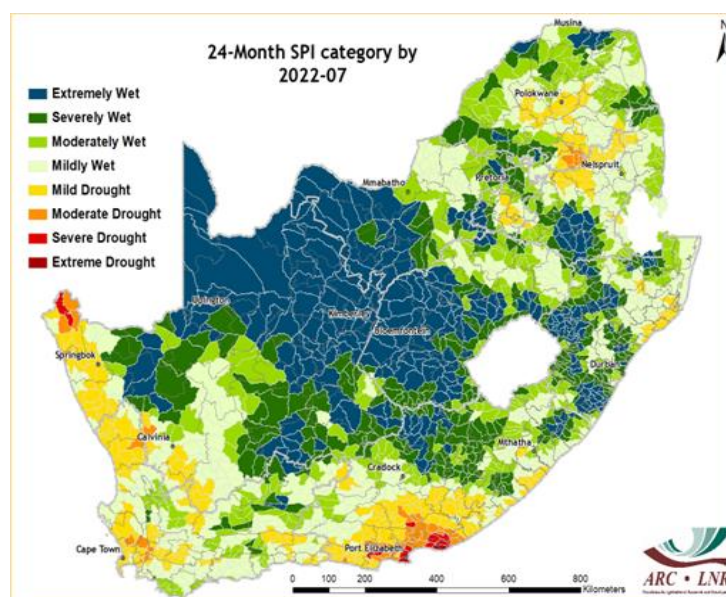 24-Month SPI category by
2022-07
Extremely Wet
Severely Wet
Moderately Wet
Mildly Wet
Mild Drought
Moderate Drought
Severe Drought
Extreme Drought
Musina
N
Polokwane
Nelspruit
Mmabatho
Pretoria
Upington
Kimberley
Bloemfontein
Springbok
Durban
Calvinia
Mthatha
Cradock
Cape Town
Port Elizabeth
0 100 200 400 600 800
Kilometers
ARC • LNR